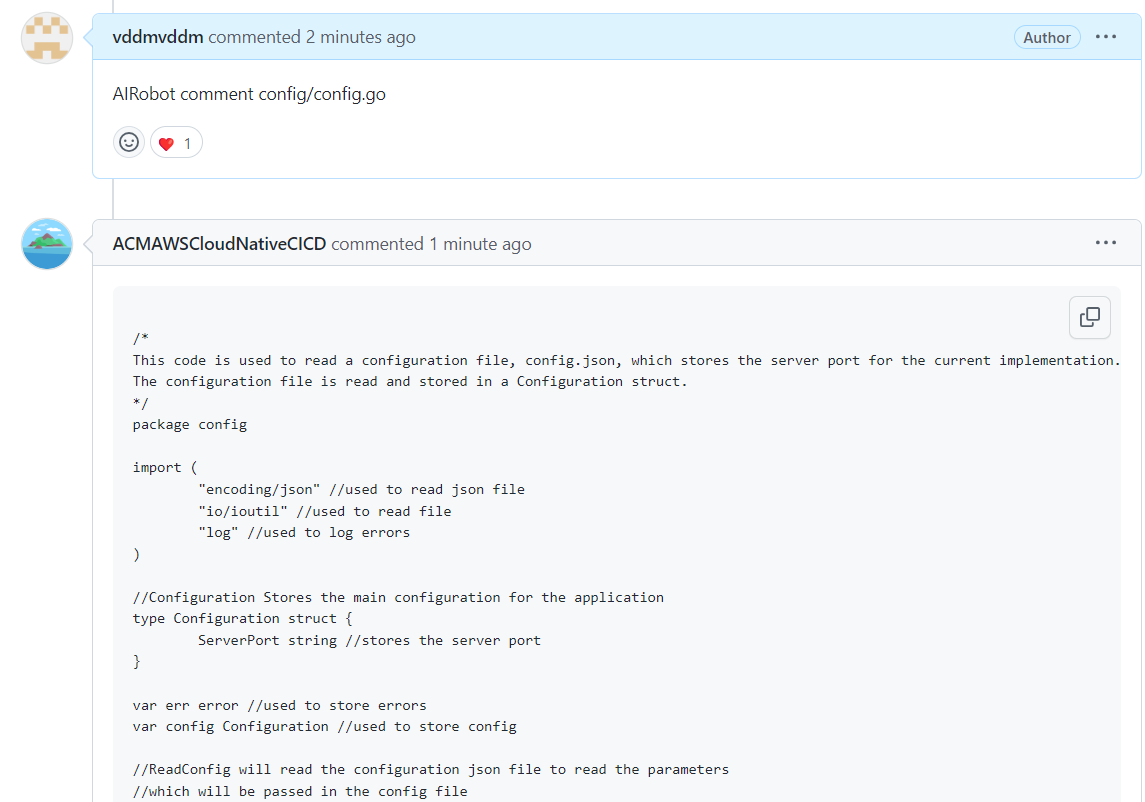 vddmvddm commented 2 minutes ago
Author
AIRobot comment config/config.go
1
ACMAWSCloudNativeCICD commented 1 minute ago
/*
This code is used to read a configuration file, config.json, which stores the server port for the current implementation.
The configuration file is read and stored in a Configuration struct.
*/
package config
import (
"encoding/json" //used to read json file
"io/ioutil" //used to read file
"log" //used to log errors
)
//Configuration Stores the main configuration for the application
type Configuration struct {
ServerPort string //stores the server port
}
var err error //used to store errors
var config Configuration //used to store config
//ReadConfig will read the configuration json file to read the parameters
//which will be passed in the config file